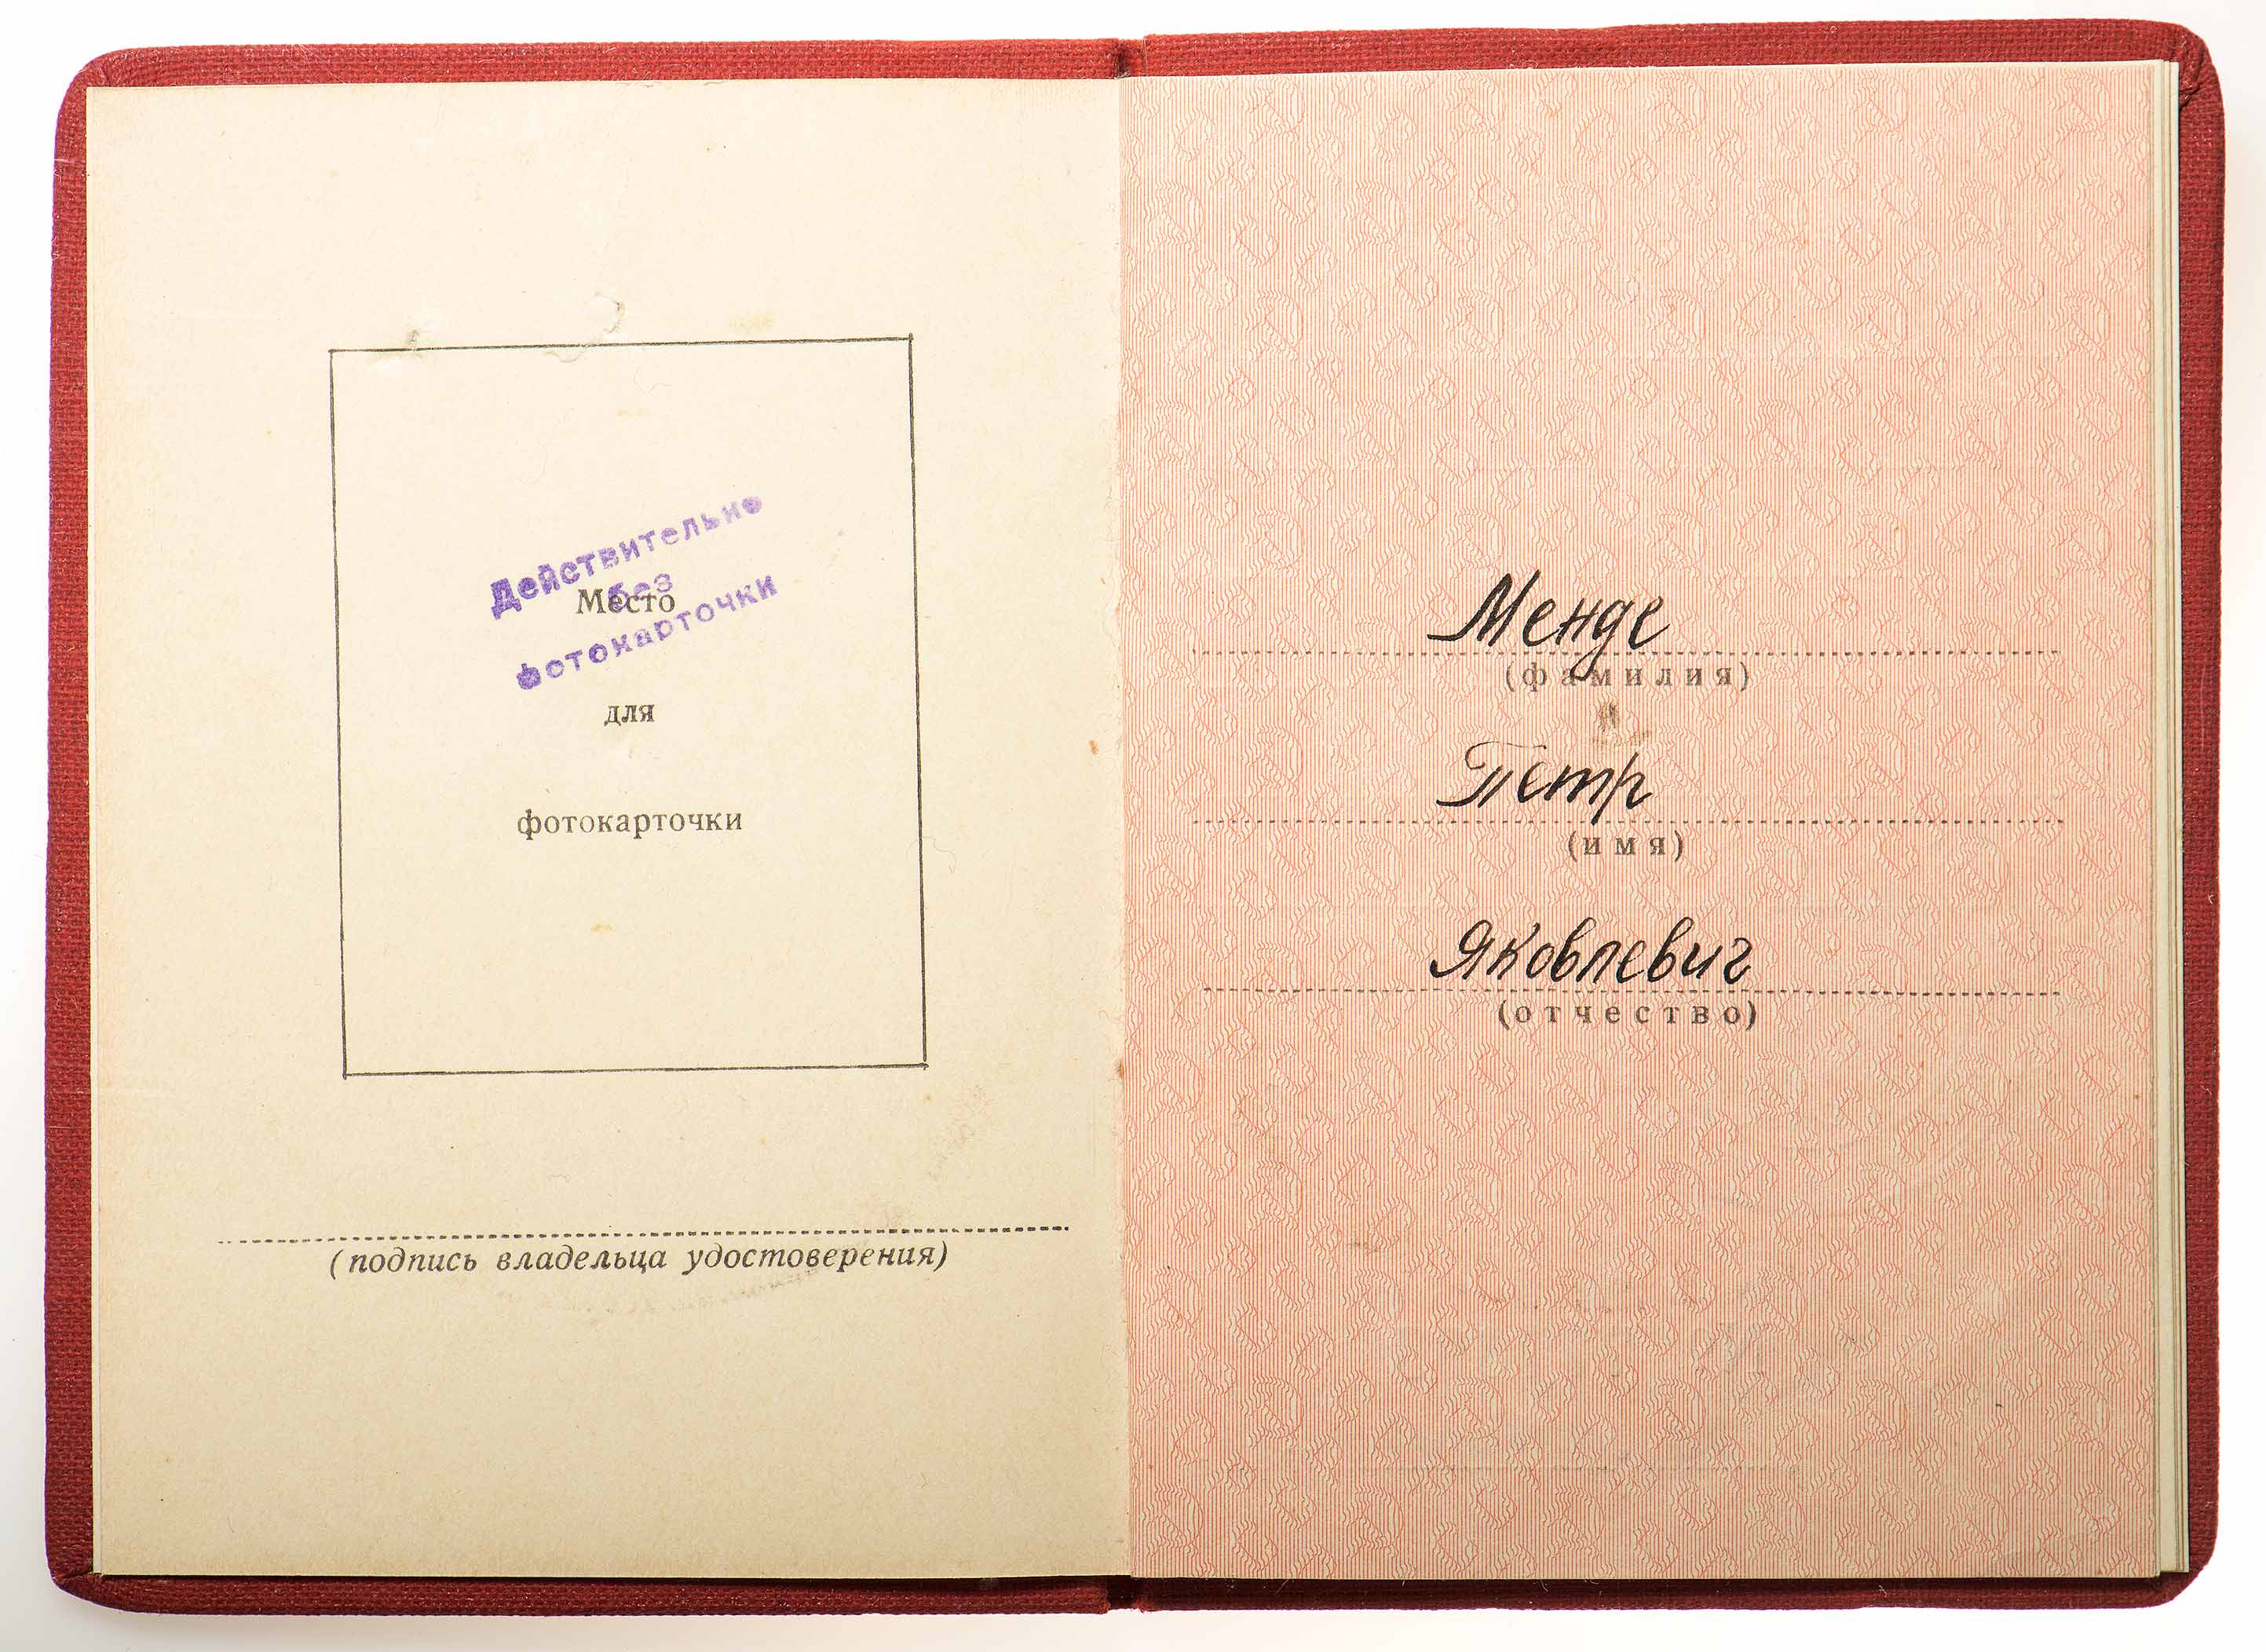 Действительно
без
фотокарточки
Место
для
фотокарточки
(подпись владельца удостоверения)
Менде
(фамилия)
Петр
(имя)
Яковлевич
(отчество)